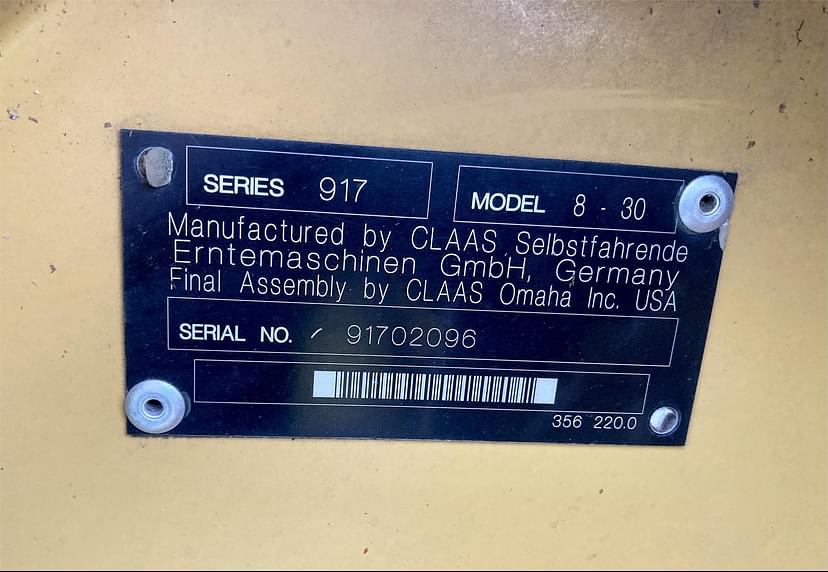 SERIES 917 MODEL 8 - 30
Manufactured by CLAAS Selbstfahrende
Erntemaschinen GmbH, Germany
Final Assembly by CLAAS Omaha Inc. USA
SERIAL NO. 91702096
356 220.0